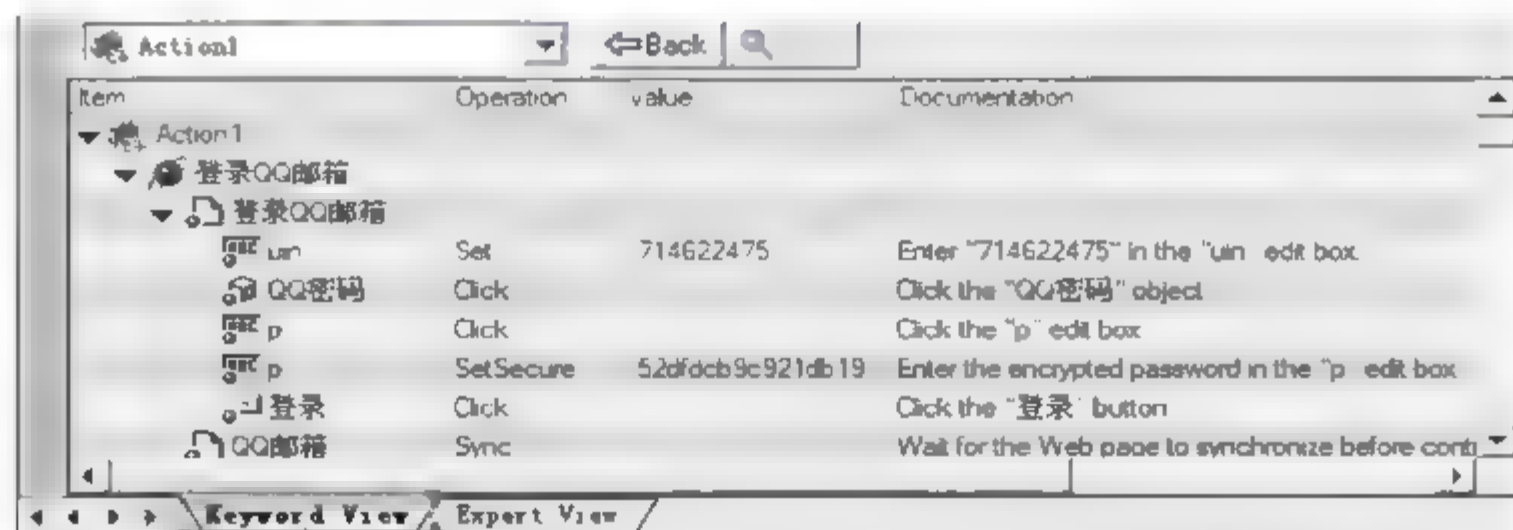 Action1 Back
Item Operation Value Documentation
Action1
登录QQ邮箱
登录QQ邮箱
uin Set 714622475 Enter "714622475" in the "uin edit box.
QQ密码 Click Click the "QQ密码" object
p Click Click the "p" edit box
p SetSecure 52dfdcb9c921db19 Enter the encrypted password in the "p edit box
登录 Click Click the "登录" button
QQ邮箱 Sync Wait for the Web page to synchronize before conti
Keyword View Expert View